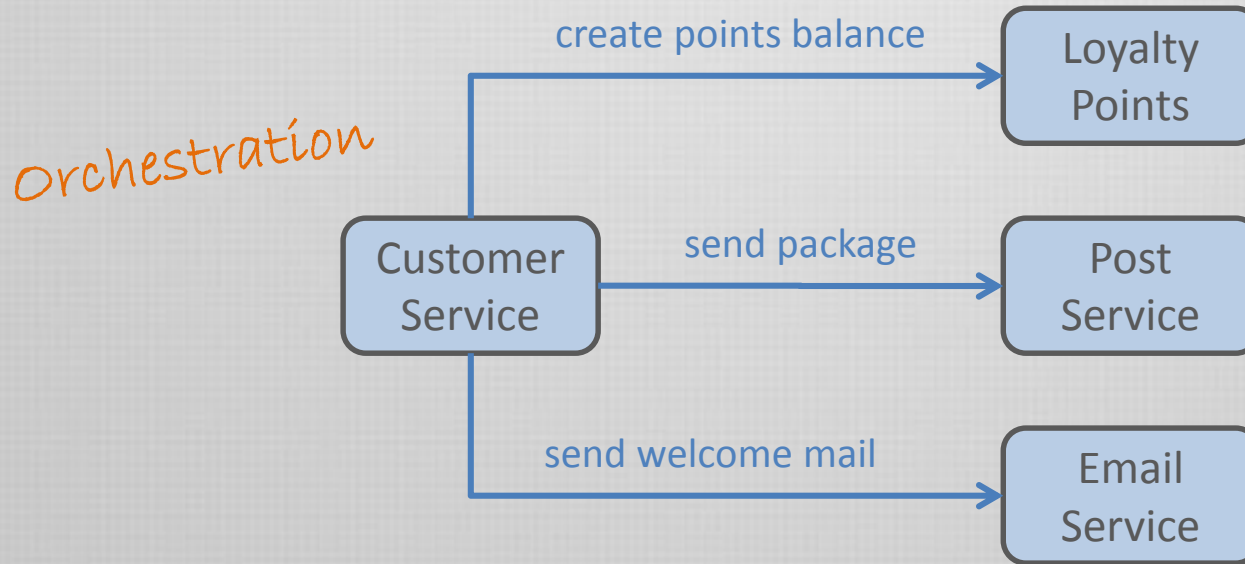 create points balance
Loyalty
Points
Orchestration
Customer
Service
send package
Post
Service
send welcome mail
Email
Service